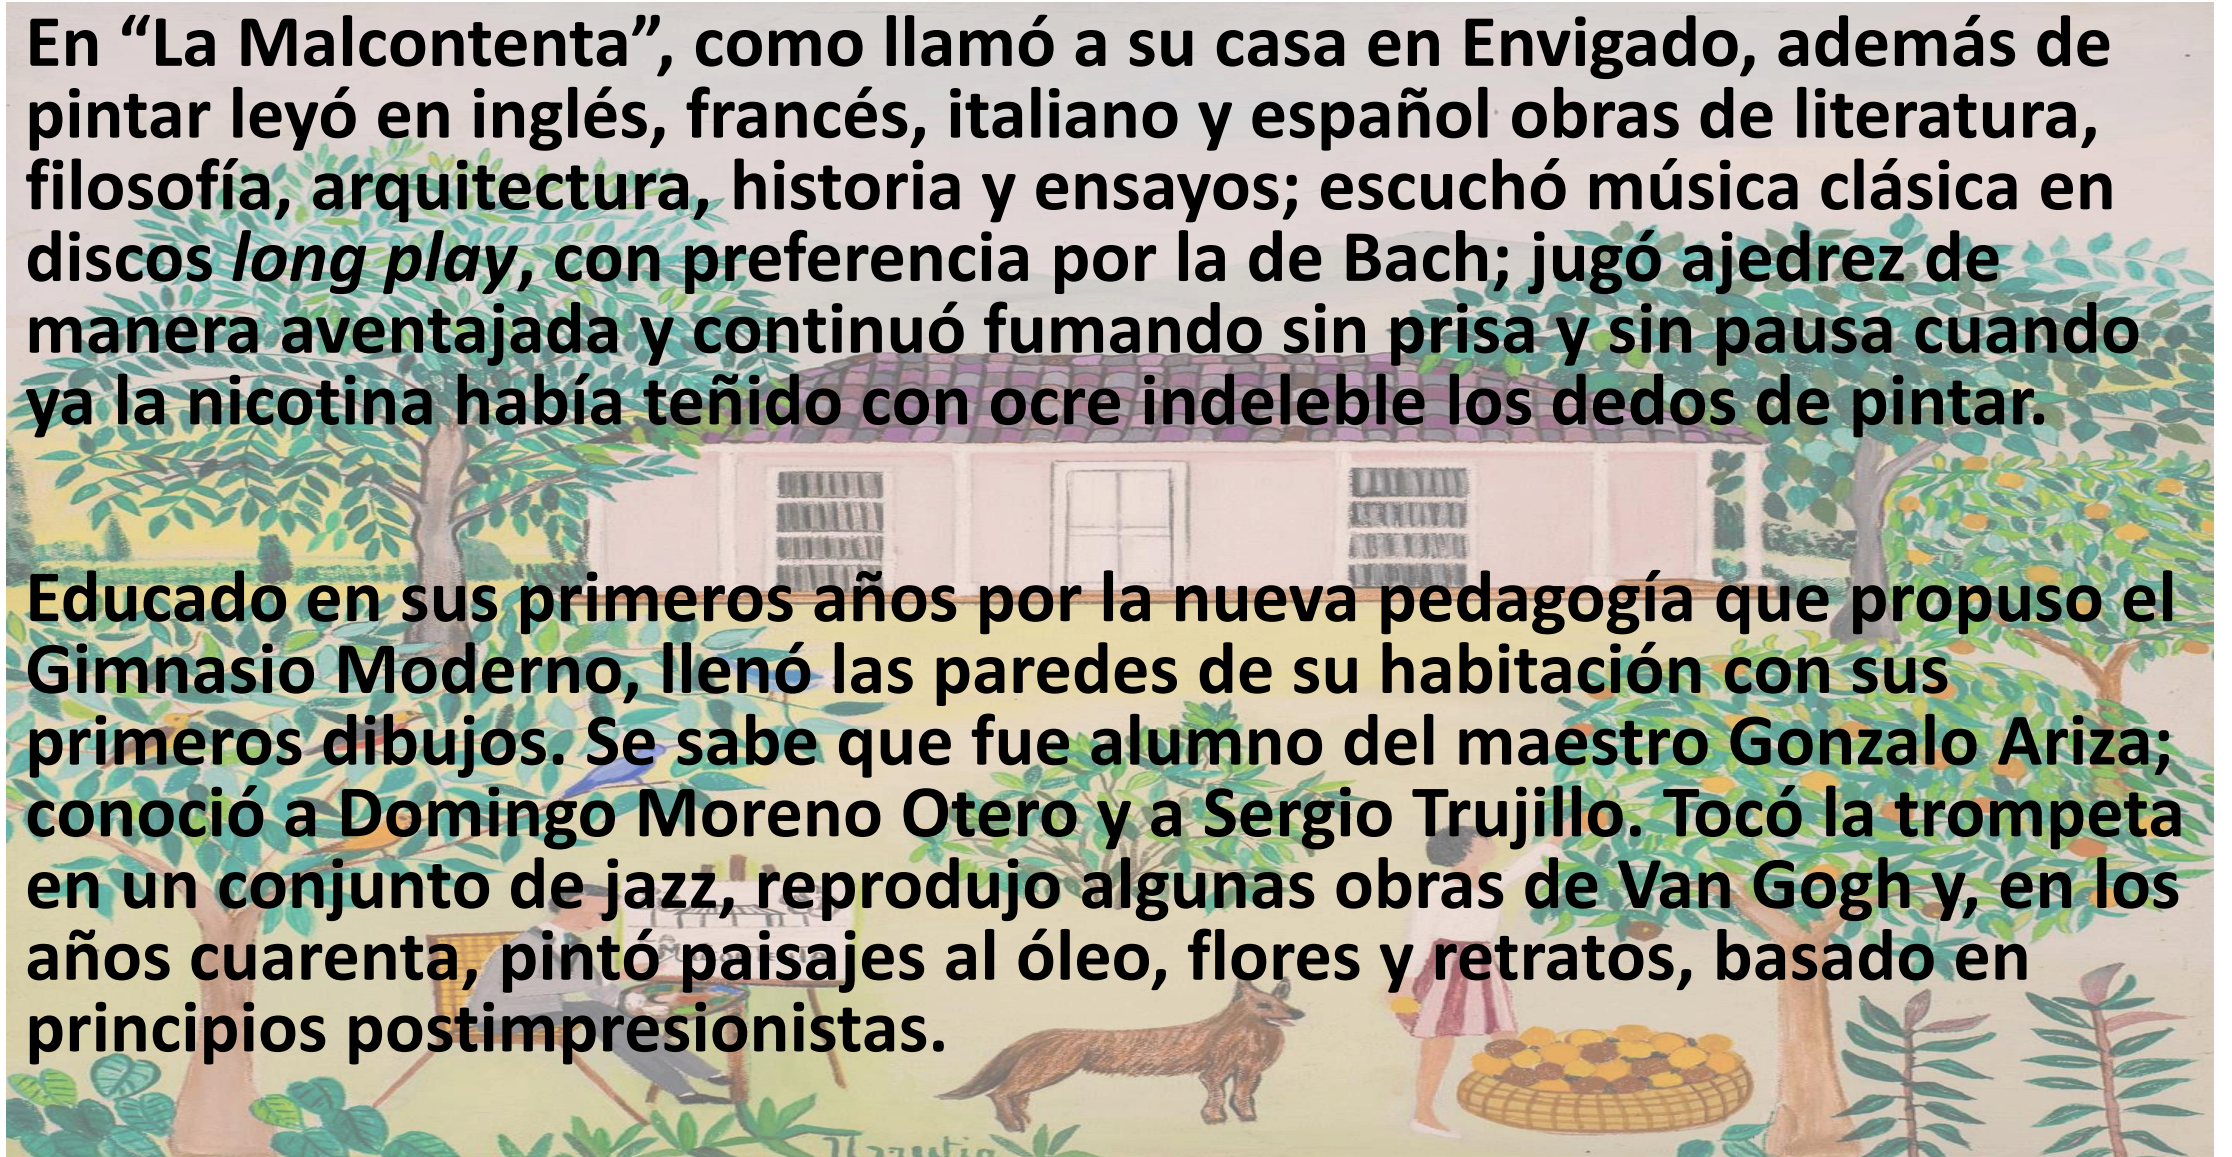 En “La Malcontenta”, como llamó a su casa en Envigado, además de
pintar leyó en inglés, francés, italiano y español obras de literatura,
filosofía, arquitectura, historia y ensayos; escuchó música clásica en
discos long play, con preferencia por la de Bach; jugó ajedrez de
manera aventajada y continuó fumando sin prisa y sin pausa cuando
ya la nicotina había teñido con ocre indeleble los dedos de pintar.
Educado en sus primeros años por la nueva pedagogía que propuso el
Gimnasio Moderno, llenó las paredes de su habitación con sus
primeros dibujos. Se sabe que fue alumno del maestro Gonzalo Ariza;
conoció a Domingo Moreno Otero y a Sergio Trujillo. Tocó la trompeta
en un conjunto de jazz, reprodujo algunas obras de Van Gogh y, en los
años cuarenta, pintó paisajes al óleo, flores y retratos, basado en
principios postimpresionistas.